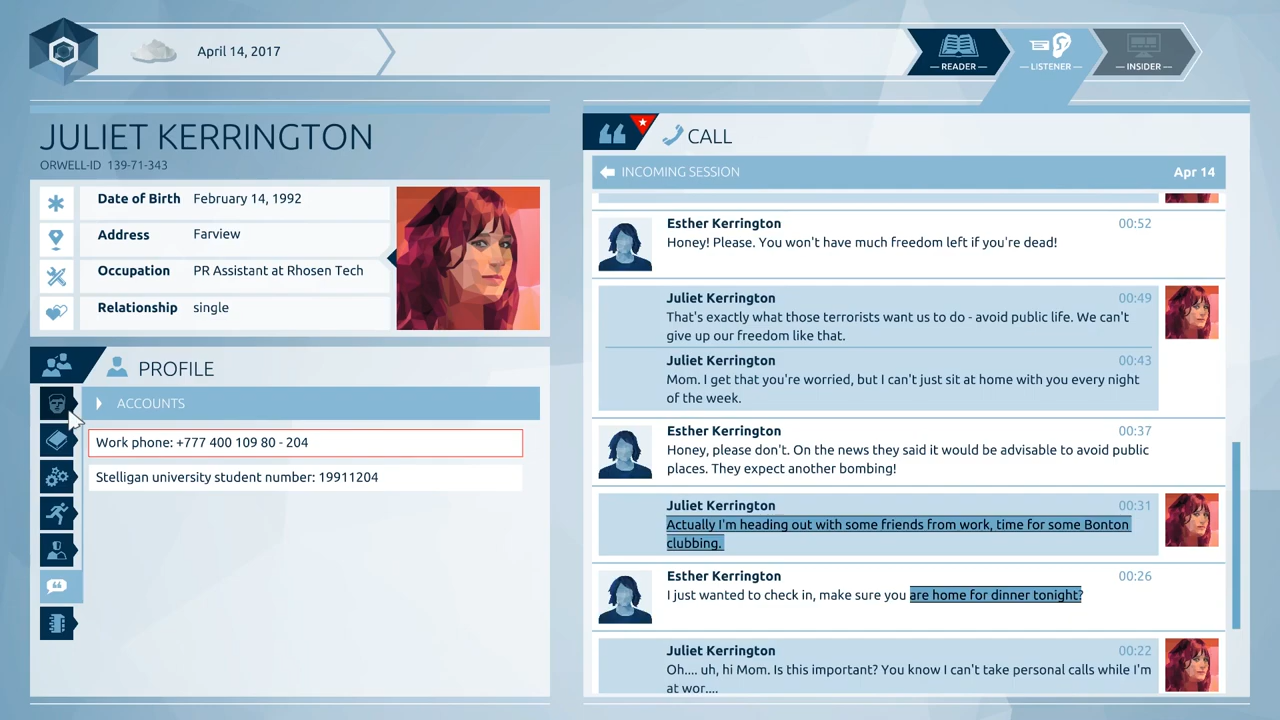 April 14, 2017
— READER —
— LISTENER —
— INSIDER —
JULIET KERRINGTON
ORWELL-ID 139-71-343
Date of Birth February 14, 1992
Address Farview
Occupation PR Assistant at Rhosen Tech
Relationship single
PROFILE
ACCOUNTS
Work phone: +777 400 109 80 - 204
Stelligan university student number: 19911204
CALL
INCOMING SESSION Apr 14
Esther Kerrington 00:52
Honey! Please. You won't have much freedom left if you're dead!
Juliet Kerrington 00:49
That's exactly what those terrorists want us to do - avoid public life. We can't
give up our freedom like that.
Juliet Kerrington 00:43
Mom. I get that you're worried, but I can't just sit at home with you every night
of the week.
Esther Kerrington 00:37
Honey, please don't. On the news they said it would be advisable to avoid public
places. They expect another bombing!
Juliet Kerrington 00:31
Actually I'm heading out with some friends from work, time for some Bonton
clubbing.
Esther Kerrington 00:26
I just wanted to check in, make sure you are home for dinner tonight?
Juliet Kerrington 00:22
Oh.... uh, hi Mom. Is this important? You know I can't take personal calls while I'm
at wor....